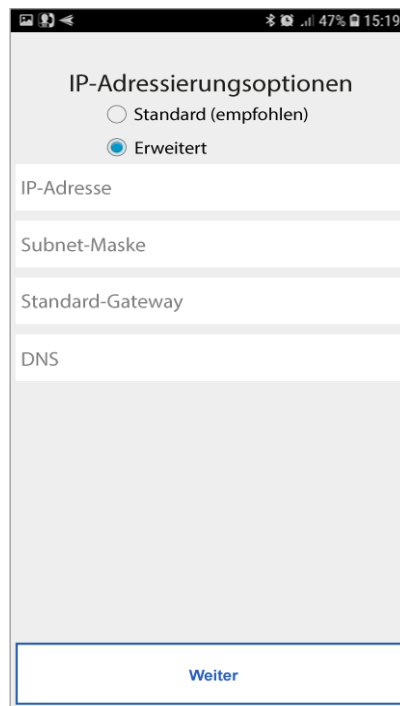 47% 15:19
IP-Adressierungsoptionen
Standard (empfohlen)
Erweitert
IP-Adresse
Subnet-Maske
Standard-Gateway
DNS
Weiter